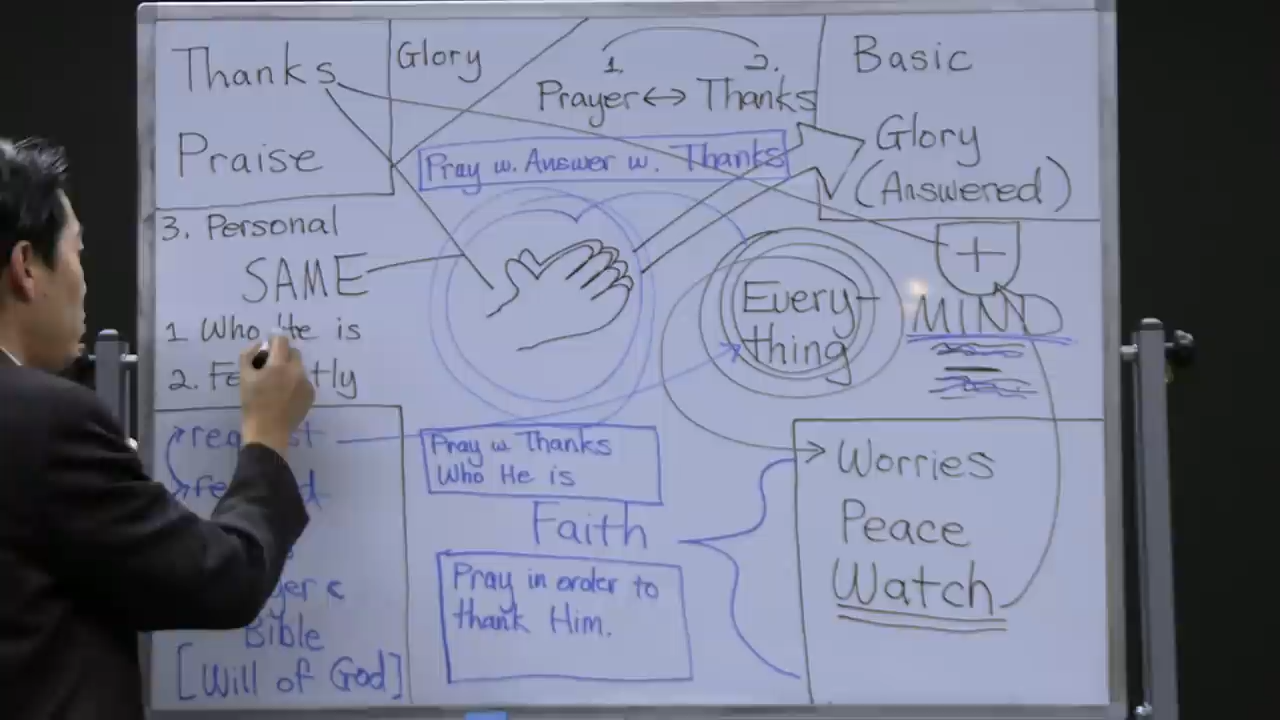 Thanks
Praise
Glory
1. 2.
Prayer ↔ Thanks
Pray w. Answer w. Thanks
Basic
Glory
(Answered)
3. Personal
SAME
1 Who He is
2.
Every-
thing
MIND
request
Bible
[Will of God]
Pray w Thanks
Who He is
Faith
Pray in order to
thank Him.
Worries
Peace
Watch